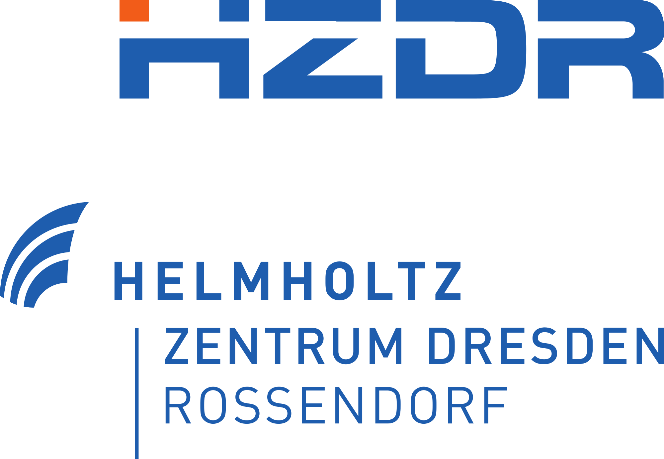 HZDR
HELMHOLTZ
ZENTRUM DRESDEN
ROSSENDORF